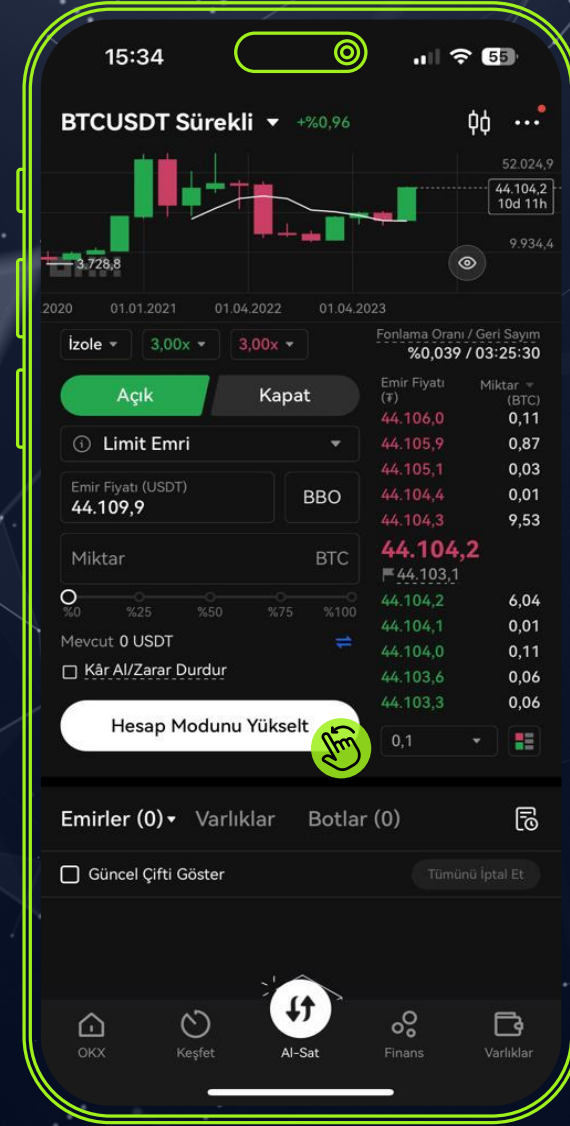 15:34
55
BTCUSDT Sürekli +%0,96
52.024,9
44.104,2
10d 11h
9.934,4
3.728,8
2020 01.01.2021 01.04.2022 01.04.2023
İzole 3,00x 3,00x
Fonlama Oranı / Geri Sayım
%0,039 / 03:25:30
Açık Kapat
Limit Emri
Emir Fiyatı (USDT)
44.109,9
BBO
Miktar BTC
%0 %25 %50 %75 %100
Mevcut 0 USDT
Kâr Al/Zarar Durdur
Hesap Modunu Yükselt
Emir Fiyatı (₮) Miktar (BTC)
44.106,0 0,11
44.105,9 0,87
44.105,1 0,03
44.104,4 0,01
44.104,3 9,53
44.104,2
44.103,1
44.104,2 6,04
44.104,1 0,01
44.104,0 0,11
44.103,6 0,06
44.103,3 0,06
0,1
Emirler (0) Varlıklar Botlar (0)
Güncel Çifti Göster Tümünü İptal Et
OKX Keşfet Al-Sat Finans Varlıklar